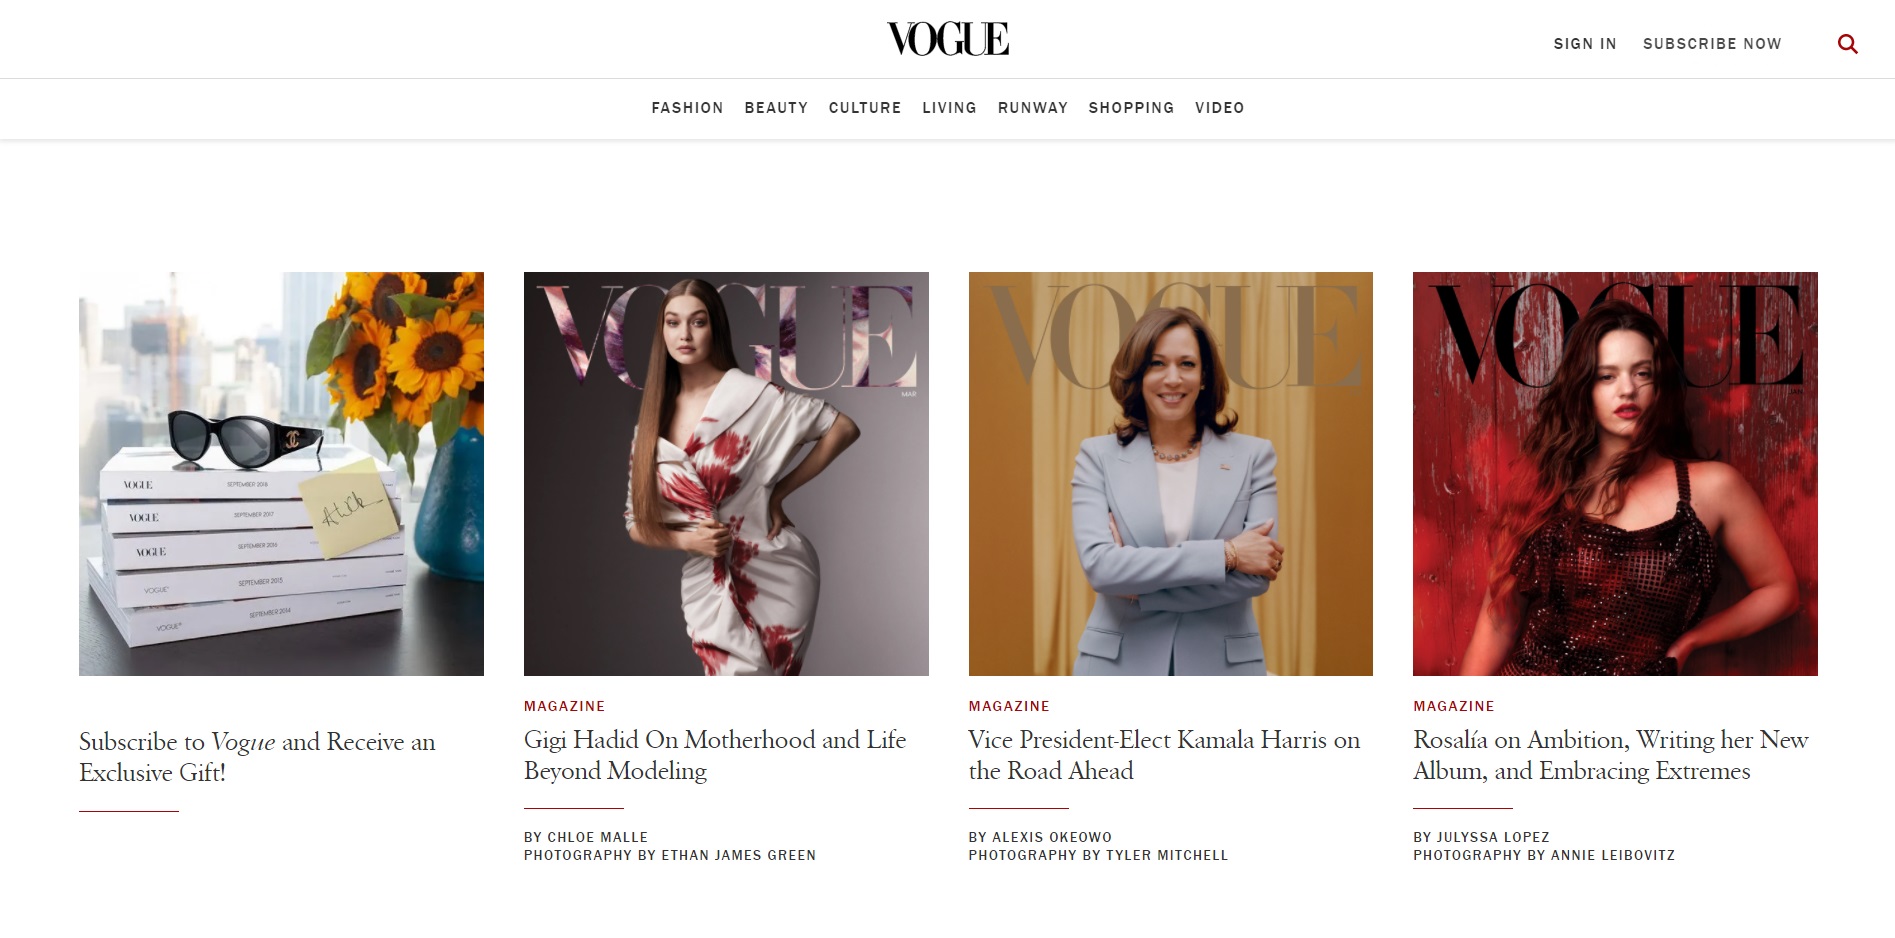 VOGUE
SIGN IN SUBSCRIBE NOW
FASHION BEAUTY CULTURE LIVING RUNWAY SHOPPING VIDEO
VOGUE SEPTEMBER 2018
VOGUE SEPTEMBER 2017
VOGUE SEPTEMBER 2016
VOGUE SEPTEMBER 2015
VOGUE SEPTEMBER 2014
VOGUE
MAR
VOGUE
VOGUE
Subscribe to Vogue and Receive an
Exclusive Gift!
MAGAZINE
Gigi Hadid On Motherhood and Life
Beyond Modeling
BY CHLOE MALLE
PHOTOGRAPHY BY ETHAN JAMES GREEN
MAGAZINE
Vice President-Elect Kamala Harris on
the Road Ahead
BY ALEXIS OKEOWO
PHOTOGRAPHY BY TYLER MITCHELL
MAGAZINE
Rosalía on Ambition, Writing her New
Album, and Embracing Extremes
BY JULYSSA LOPEZ
PHOTOGRAPHY BY ANNIE LEIBOVITZ